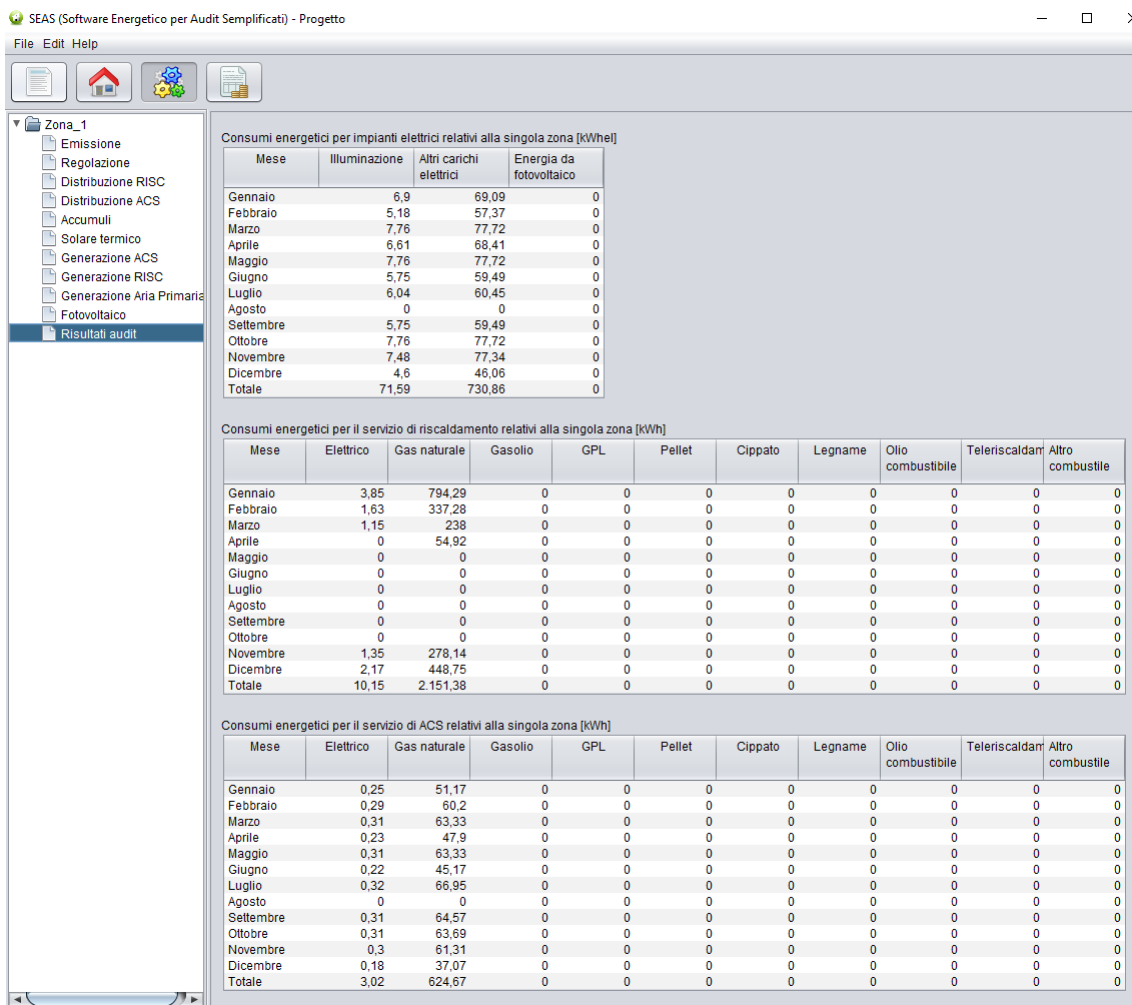 SEAS (Software Energetico per Audit Semplificati) - Progetto
File Edit Help
Zona_1
Emissione
Regolazione
Distribuzione RISC
Distribuzione ACS
Accumuli
Solare termico
Generazione ACS
Generazione RISC
Generazione Aria Primaria
Fotovoltaico
Risultati audit
Consumi energetici per impianti elettrici relativi alla singola zona [kWhel]
Mese Illuminazione Altri carichi elettrici Energia da fotovoltaico
Gennaio 6,9 69,09 0
Febbraio 5,18 57,37 0
Marzo 7,76 77,72 0
Aprile 6,61 68,41 0
Maggio 7,76 77,72 0
Giugno 5,75 59,49 0
Luglio 6,04 60,45 0
Agosto 0 0 0
Settembre 5,75 59,49 0
Ottobre 7,76 77,72 0
Novembre 7,48 77,34 0
Dicembre 4,6 46,06 0
Totale 71,59 730,86 0
Consumi energetici per il servizio di riscaldamento relativi alla singola zona [kWh]
Mese Elettrico Gas naturale Gasolio GPL Pellet Cippato Legname Olio combustibile Teleriscaldam Altro combustile
Gennaio 3,85 794,29 0 0 0 0 0 0 0 0
Febbraio 1,63 337,28 0 0 0 0 0 0 0 0
Marzo 1,15 238 0 0 0 0 0 0 0 0
Aprile 0 54,92 0 0 0 0 0 0 0 0
Maggio 0 0 0 0 0 0 0 0 0 0
Giugno 0 0 0 0 0 0 0 0 0 0
Luglio 0 0 0 0 0 0 0 0 0 0
Agosto 0 0 0 0 0 0 0 0 0 0
Settembre 0 0 0 0 0 0 0 0 0 0
Ottobre 0 0 0 0 0 0 0 0 0 0
Novembre 1,35 278,14 0 0 0 0 0 0 0 0
Dicembre 2,17 448,75 0 0 0 0 0 0 0 0
Totale 10,15 2.151,38 0 0 0 0 0 0 0 0
Consumi energetici per il servizio di ACS relativi alla singola zona [kWh]
Mese Elettrico Gas naturale Gasolio GPL Pellet Cippato Legname Olio combustibile Teleriscaldam Altro combustile
Gennaio 0,25 51,17 0 0 0 0 0 0 0 0
Febbraio 0,29 60,2 0 0 0 0 0 0 0 0
Marzo 0,31 63,33 0 0 0 0 0 0 0 0
Aprile 0,23 47,9 0 0 0 0 0 0 0 0
Maggio 0,31 63,33 0 0 0 0 0 0 0 0
Giugno 0,22 45,17 0 0 0 0 0 0 0 0
Luglio 0,32 66,95 0 0 0 0 0 0 0 0
Agosto 0 0 0 0 0 0 0 0 0 0
Settembre 0,31 64,57 0 0 0 0 0 0 0 0
Ottobre 0,31 63,69 0 0 0 0 0 0 0 0
Novembre 0,3 61,31 0 0 0 0 0 0 0 0
Dicembre 0,18 37,07 0 0 0 0 0 0 0 0
Totale 3,02 624,67 0 0 0 0 0 0 0 0